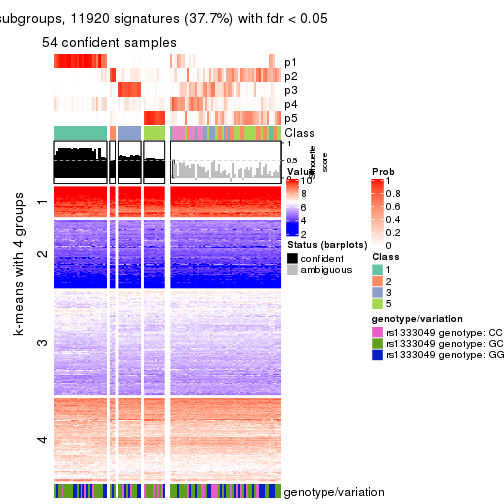 subgroups, 11920 signatures (37.7%) with fdr < 0.05
54 confident samples
p1
p2
p3
p4
p5
Class
1
0.5
0
silhouette
score
k-means with 4 groups
1
2
3
4
Value
10
8
6
4
2
Status (barplots)
confident
ambiguous
Prob
1
0.8
0.6
0.4
0.2
0
Class
1
2
3
5
genotype/variation
rs1333049 genotype: CC
rs1333049 genotype: GC
rs1333049 genotype: GG
genotype/variation